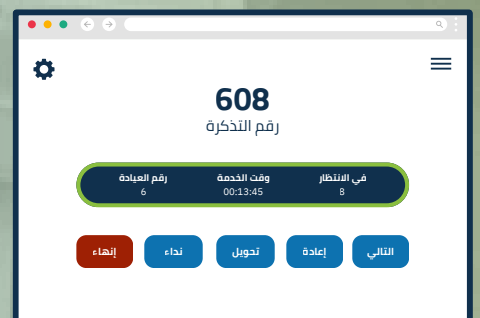 608
رقم التذكرة
في الانتظار وقت الخدمة رقم العيادة
8 00:13:45 6
التالي إعادة تحويل نداء إنهاء